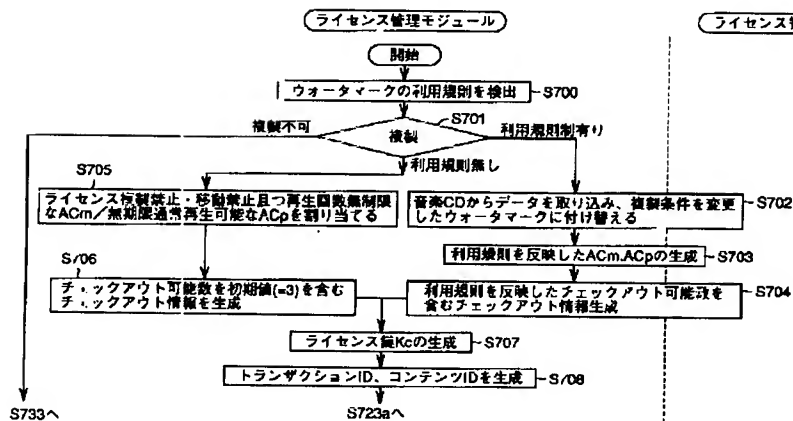 ライセンス管理モジュール
ライセンス管
開始
ウォータマークの利用規則を検出
S700
S701
複製不可
複製
利用規則制有り
利用規則無し
S705
ライセンス複製禁止・移動禁止且つ再生回数無制限
なACm／無期限通常再生可能なACpを割り当てる
音楽CDからデータを取り込み、複製条件を変更
したウォータマークに付け替える
S702
利用規則を反映したACm.ACpの生成
S703
S706
チェックアウト可能数を初期値(=3)を含む
チェックアウト情報を生成
利用規則を反映したチェックアウト可能数を
含むチェックアウト情報生成
S704
ライセンス鍵Kcの生成
S707
トランザクションID、コンテンツIDを生成
S708
S733へ
S723aへ